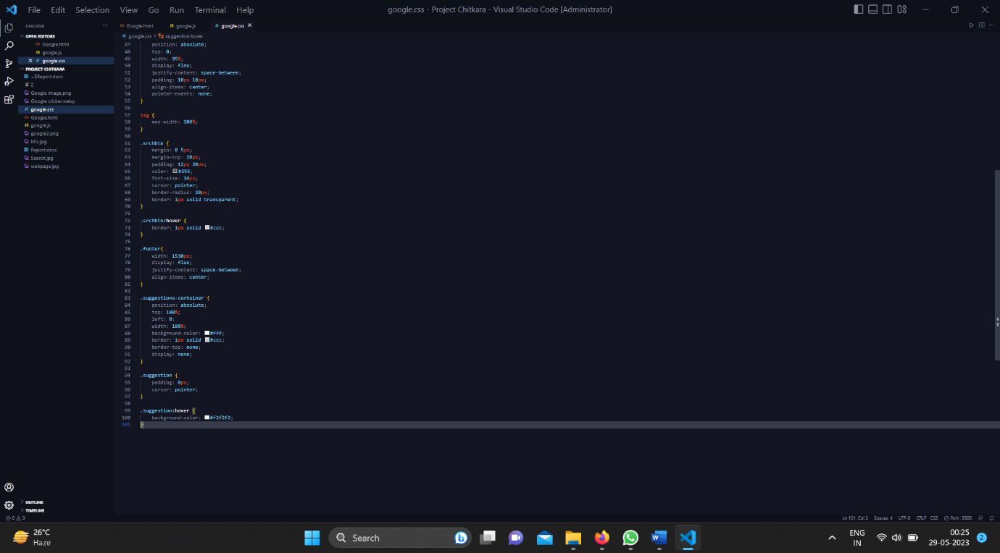 File Edit Selection View Go Run Terminal Help
google.css - Project Chitkara - Visual Studio Code [Administrator]
EXPLORER
OPEN EDITORS
Google.html
google.js
google.css
PROJECT CHITKARA
~$Report.docs
2
Google image.png
Google sticker.webp
google.css
Google.html
google.js
google2.png
Mic.jpg
Report.docs
Search.jpg
webpage.jpg
OUTLINE
TIMELINE
Google.html google.js google.css
google.css > .suggestion:hover
47 position: absolute;
48 top: 0;
49 width: 95%;
50 display: flex;
51 justify-content: space-between;
52 padding: 10px 18px;
53 align-items: center;
54 pointer-events: none;
55 }
56
57 img {
58 max-width: 100%;
59 }
60
61 .srchbtn {
62 margin: 0 5px;
63 margin-top: 20px;
64 padding: 12px 20px;
65 color: #555;
66 font-size: 14px;
67 cursor: pointer;
68 border-radius: 20px;
69 border: 1px solid transparent;
70 }
71
72 .srchbtn:hover {
73 border: 1px solid #ccc;
74 }
75
76 .footer{
77 width: 1530px;
78 display: flex;
79 justify-content: space-between;
80 align-items: center;
81 }
82
83 .suggestions-container {
84 position: absolute;
85 top: 100%;
86 left: 0;
87 width: 100%;
88 background-color: #fff;
89 border: 1px solid #ccc;
90 border-top: none;
91 display: none;
92 }
93
94 .suggestion {
95 padding: 8px;
96 cursor: pointer;
97 }
98
99 .suggestion:hover {
100 background-color: #f2f2f2;
101 }
0 0
Ln 101, Col 2 Spaces: 4 UTF-8 CRLF CSS Port : 5500
26°C
Haze
Search
ENG
IN
00:25
29-05-2023
2